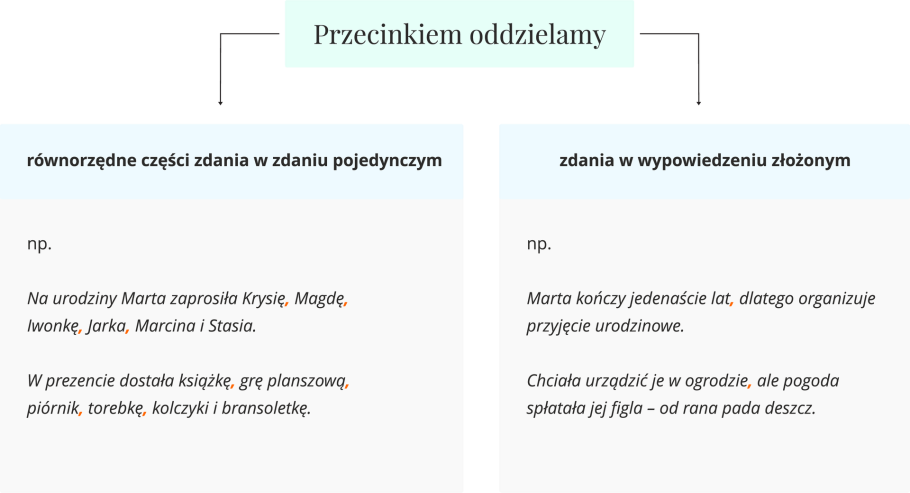 Przecinkiem oddzielamy
równorzędne części zdania w zdaniu pojedynczym
np.
Na urodziny Marta zaprosiła Krysię, Magdę,
Iwonkę, Jarka, Marcina i Stasia.
W prezencie dostała książkę, grę planszową,
piórnik, torebkę, kolczyki i bransoletkę.
zdania w wypowiedzeniu złożonym
np.
Marta kończy jedenaście lat, dlatego organizuje
przyjęcie urodzinowe.
Chciała urządzić je w ogrodzie, ale pogoda
spłatała jej figla – od rana pada deszcz.